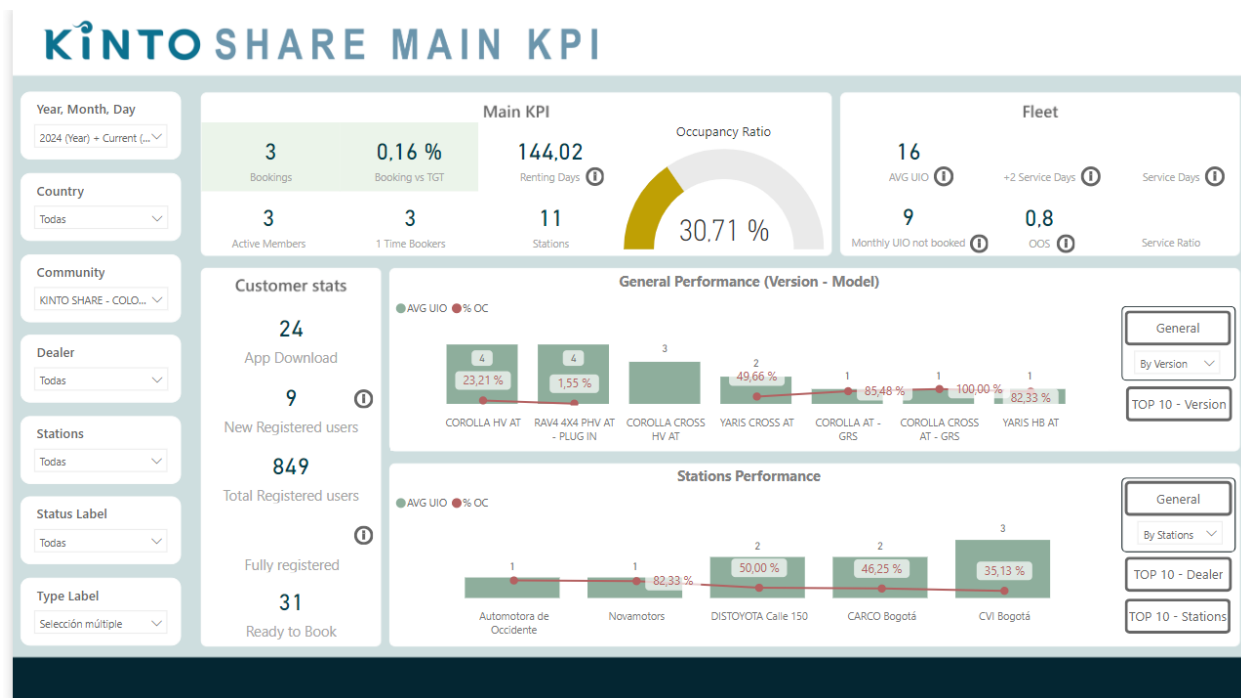 KINTO SHARE MAIN KPI
Year, Month, Day
2024 (Year) + Current (...
Country
Todas
Community
KINTO SHARE - COLO...
Dealer
Todas
Stations
Todas
Status Label
Todas
Type Label
Selección múltiple
Main KPI
3
Bookings
0,16 %
Booking vs TGT
144,02
Renting Days
3
Active Members
3
1 Time Bookers
11
Stations
Occupancy Ratio
30,71 %
Fleet
16
AVG UIO
+2 Service Days
Service Days
9
Monthly UIO not booked
0,8
OOS
Service Ratio
Customer stats
24
App Download
9
New Registered users
849
Total Registered users
Fully registered
31
Ready to Book
General Performance (Version - Model)
AVG UIO % OC
4
4
3
2
1
1
1
23,21 %
1,55 %
49,66 %
85,48 %
100,00 %
82,33 %
COROLLA HV AT
RAV4 4X4 PHV AT
- PLUG IN
COROLLA CROSS
HV AT
YARIS CROSS AT
COROLLA AT -
GRS
COROLLA CROSS
AT - GRS
YARIS HB AT
General
By Version
TOP 10 - Version
Stations Performance
AVG UIO % OC
1
1
2
2
3
82,33 %
50,00 %
46,25 %
35,13 %
Automotora de
Occidente
Novamotors
DISTOYOTA Calle 150
CARCO Bogotá
CVI Bogotá
General
By Stations
TOP 10 - Dealer
TOP 10 - Stations